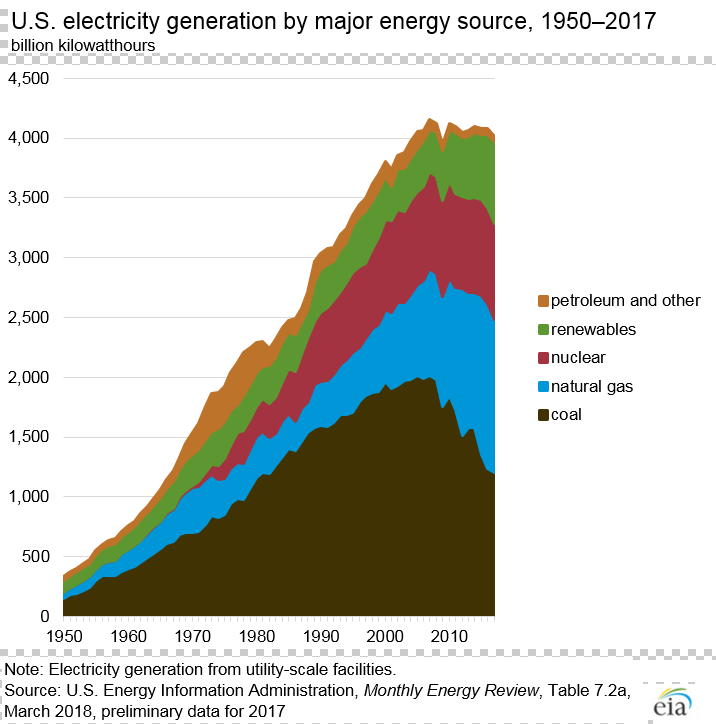 U.S. electricity generation by major energy source, 1950–2017
billion kilowatthours
4,500
4,000
3,500
3,000
2,500
2,000
1,500
1,000
500
0
1950 1960 1970 1980 1990 2000 2010
petroleum and other
renewables
nuclear
natural gas
coal
Note: Electricity generation from utility-scale facilities.
Source: U.S. Energy Information Administration, Monthly Energy Review, Table 7.2a,
March 2018, preliminary data for 2017
eia